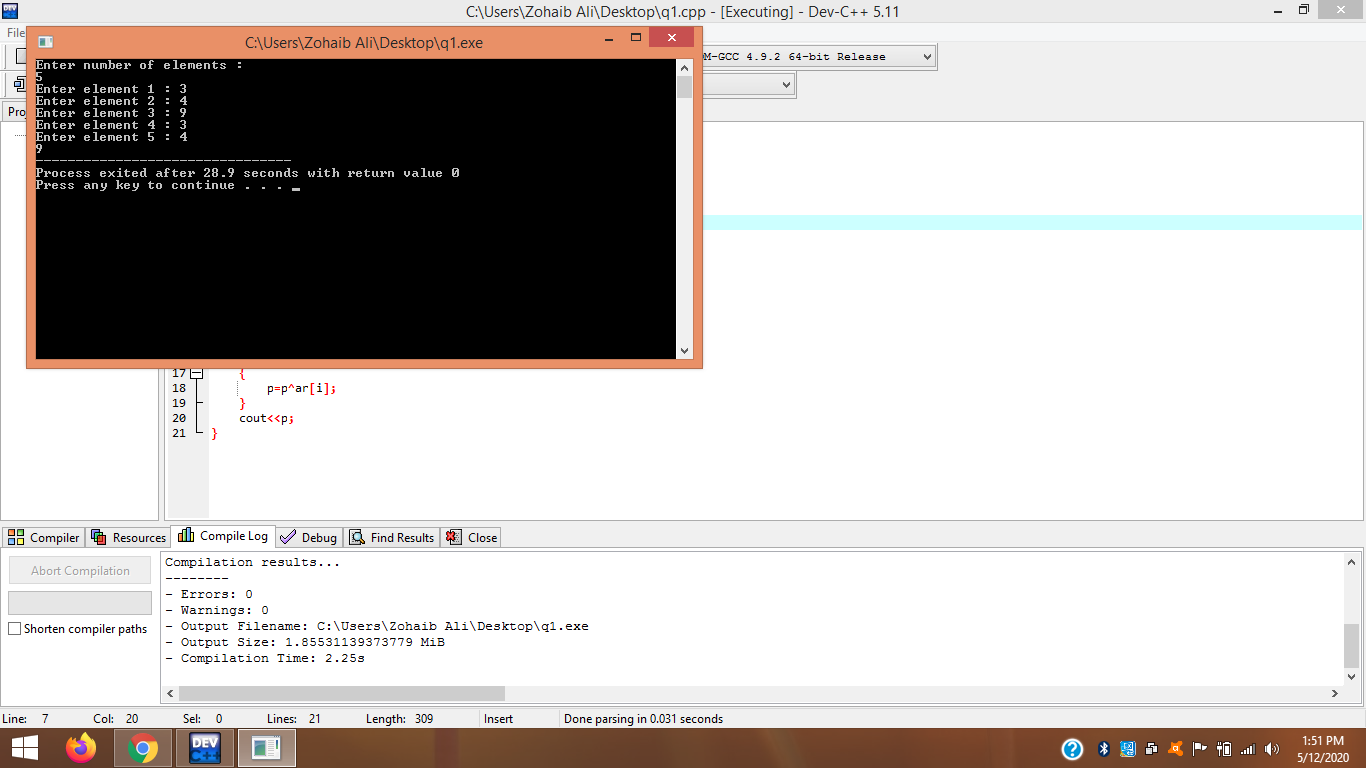 C:\Users\Zohaib Ali\Desktop\q1.cpp - [Executing] - Dev-C++ 5.11
File
C:\Users\Zohaib Ali\Desktop\q1.exe
M-GCC 4.9.2 64-bit Release
Enter number of elements :
5
Enter element 1 : 3
Enter element 2 : 4
Enter element 3 : 9
Enter element 4 : 3
Enter element 5 : 4
9
--------------------------------
Process exited after 28.9 seconds with return value 0
Press any key to continue . . . _
17 {
18 p=p^ar[i];
19 }
20 cout<<p;
21 }
Compiler Resources Compile Log Debug Find Results Close
Abort Compilation
Shorten compiler paths
Compilation results...
--------
- Errors: 0
- Warnings: 0
- Output Filename: C:\Users\Zohaib Ali\Desktop\q1.exe
- Output Size: 1.85531139373779 MiB
- Compilation Time: 2.25s
Line: 7 Col: 20 Sel: 0 Lines: 21 Length: 309 Insert Done parsing in 0.031 seconds
DEV C++
1:51 PM
5/12/2020